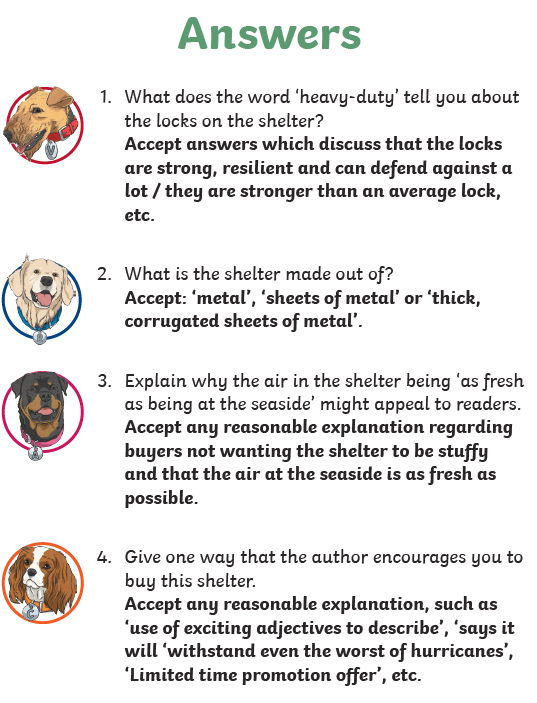 Answers
1. What does the word ‘heavy-duty’ tell you about
the locks on the shelter?
Accept answers which discuss that the locks
are strong, resilient and can defend against a
lot / they are stronger than an average lock,
etc.
2. What is the shelter made out of?
Accept: ‘metal’, ‘sheets of metal’ or ‘thick,
corrugated sheets of metal’.
3. Explain why the air in the shelter being ‘as fresh
as being at the seaside’ might appeal to readers.
Accept any reasonable explanation regarding
buyers not wanting the shelter to be stuffy
and that the air at the seaside is as fresh as
possible.
4. Give one way that the author encourages you to
buy this shelter.
Accept any reasonable explanation, such as
‘use of exciting adjectives to describe’, ‘says it
will ‘withstand even the worst of hurricanes’,
‘Limited time promotion offer’, etc.